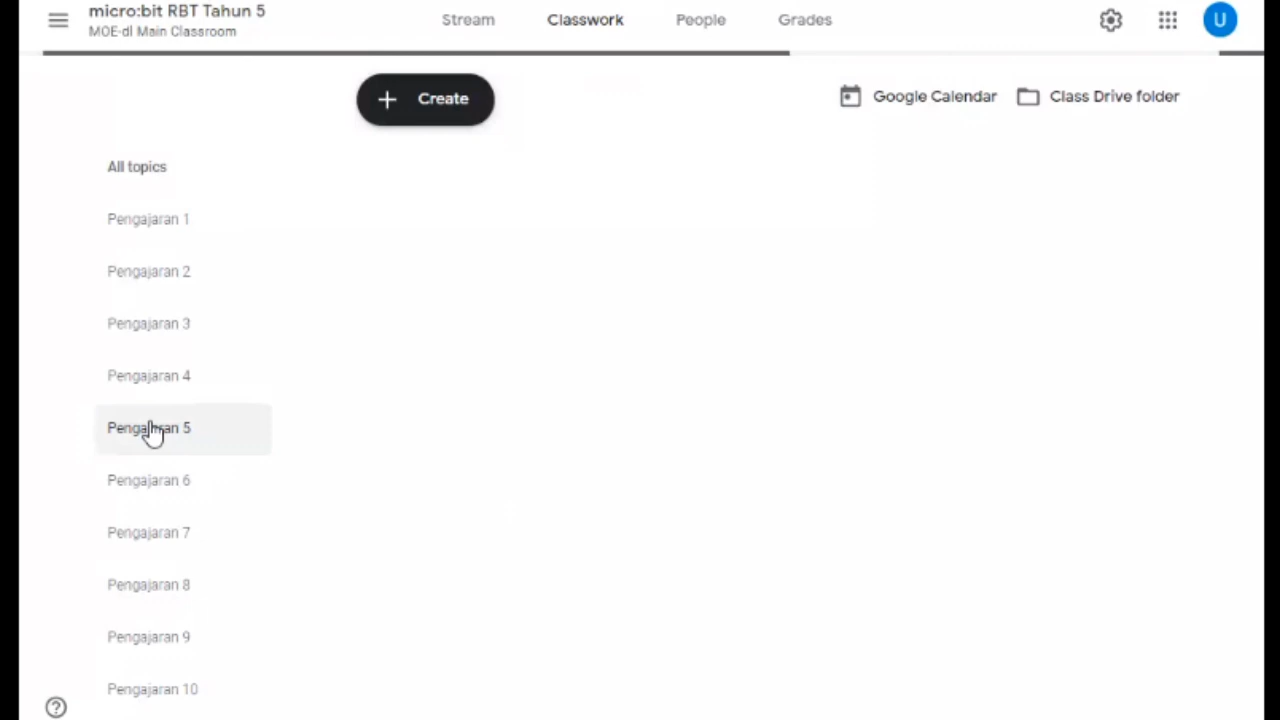 micro:bit RBT Tahun 5
MOE-dl Main Classroom
Stream
Classwork
People
Grades
U
Create
Google Calendar
Class Drive folder
All topics
Pengajaran 1
Pengajaran 2
Pengajaran 3
Pengajaran 4
Pengajaran 5
Pengajaran 6
Pengajaran 7
Pengajaran 8
Pengajaran 9
Pengajaran 10